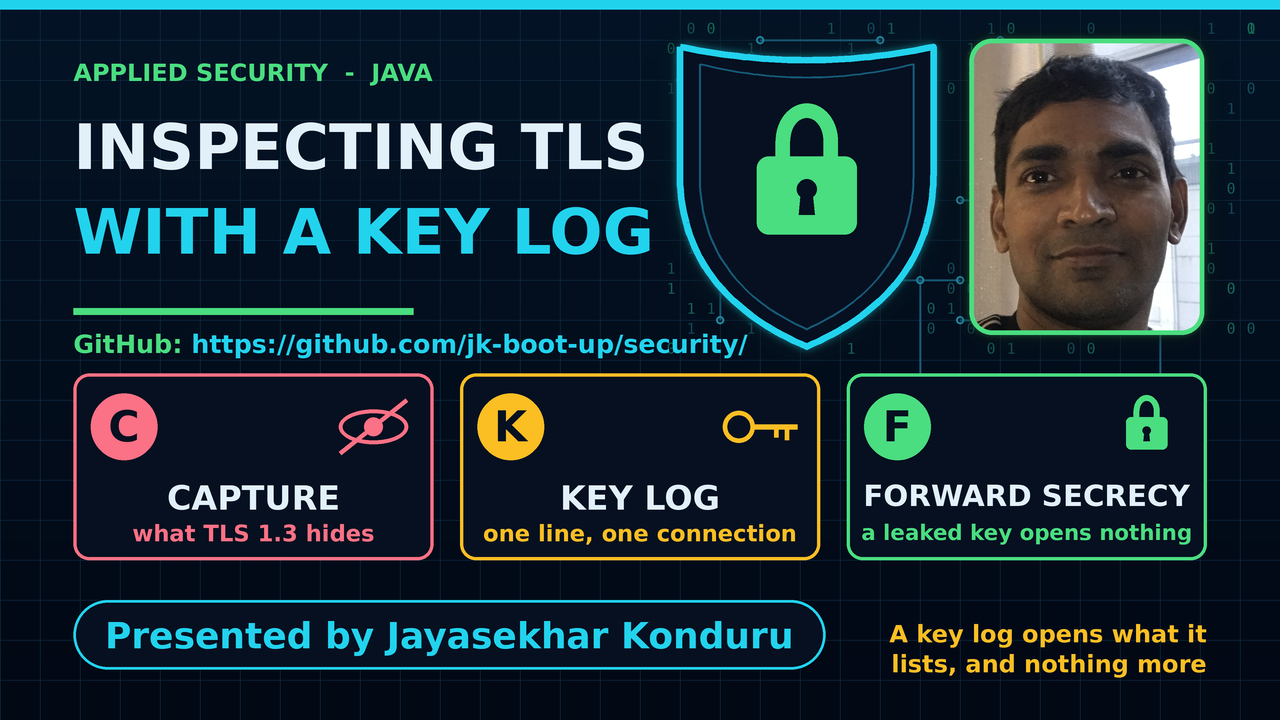 APPLIED SECURITY - JAVA
INSPECTING TLS
WITH A KEY LOG
GitHub: https://github.com/jk-boot-up/security/
C
CAPTURE
what TLS 1.3 hides
K
KEY LOG
one line, one connection
F
FORWARD SECRECY
a leaked key opens nothing
Presented by Jayasekhar Konduru
A key log opens what it
lists, and nothing more